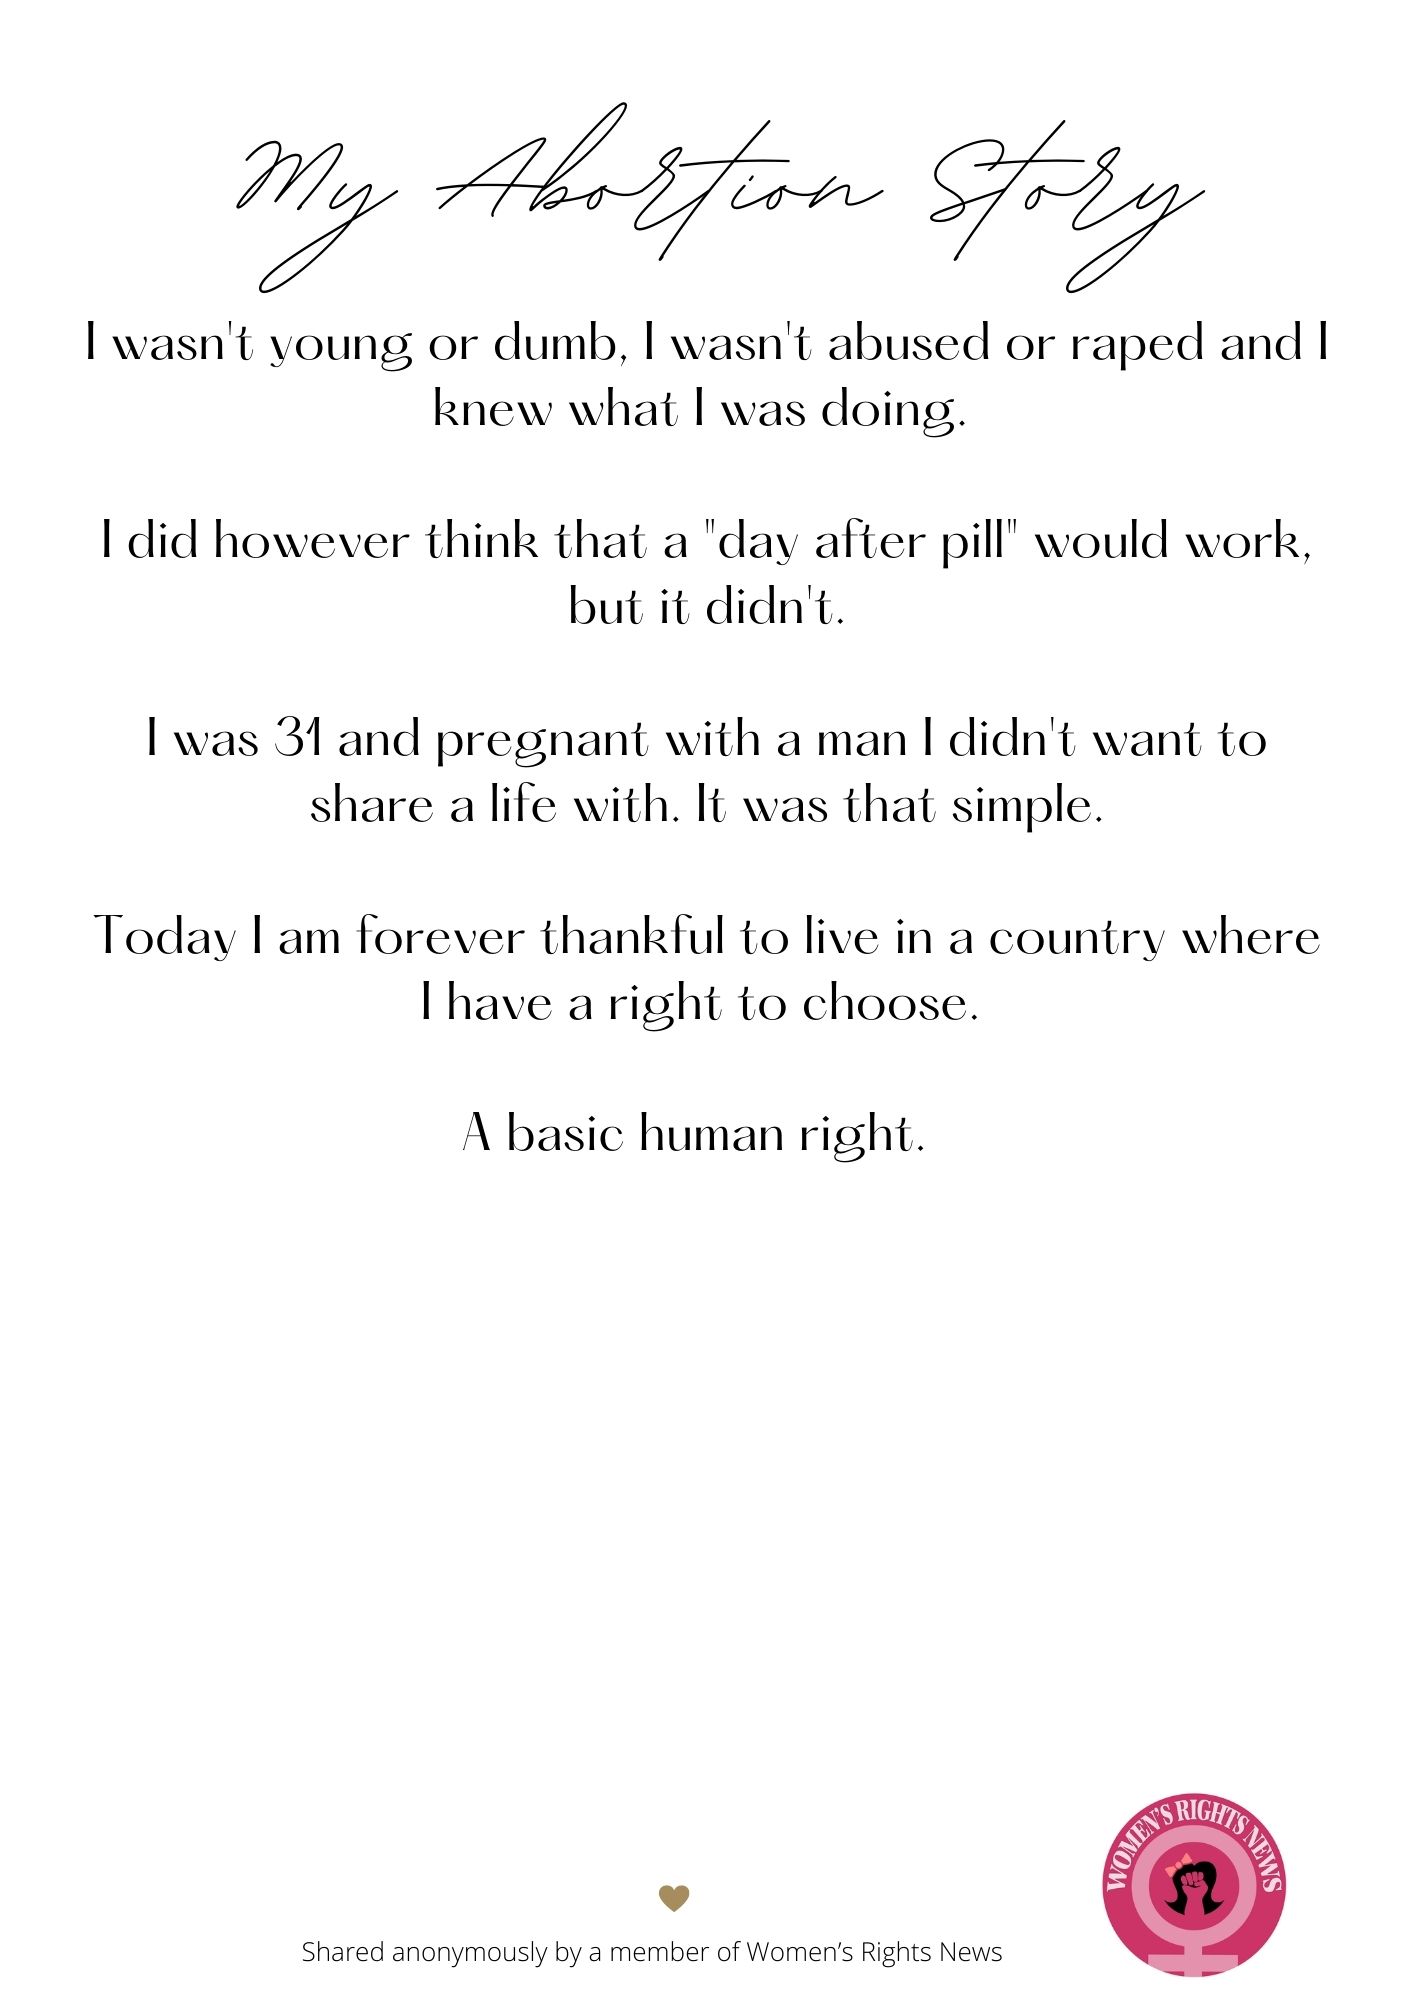 My Abortion Story
I wasn't young or dumb, I wasn't abused or raped and I
knew what I was doing.
I did however think that a "day after pill" would work,
but it didn't.
I was 31 and pregnant with a man I didn't want to
share a life with. It was that simple.
Today I am forever thankful to live in a country where
I have a right to choose.
A basic human right.
WOMEN'S RIGHTS NEWS
Shared anonymously by a member of Women’s Rights News